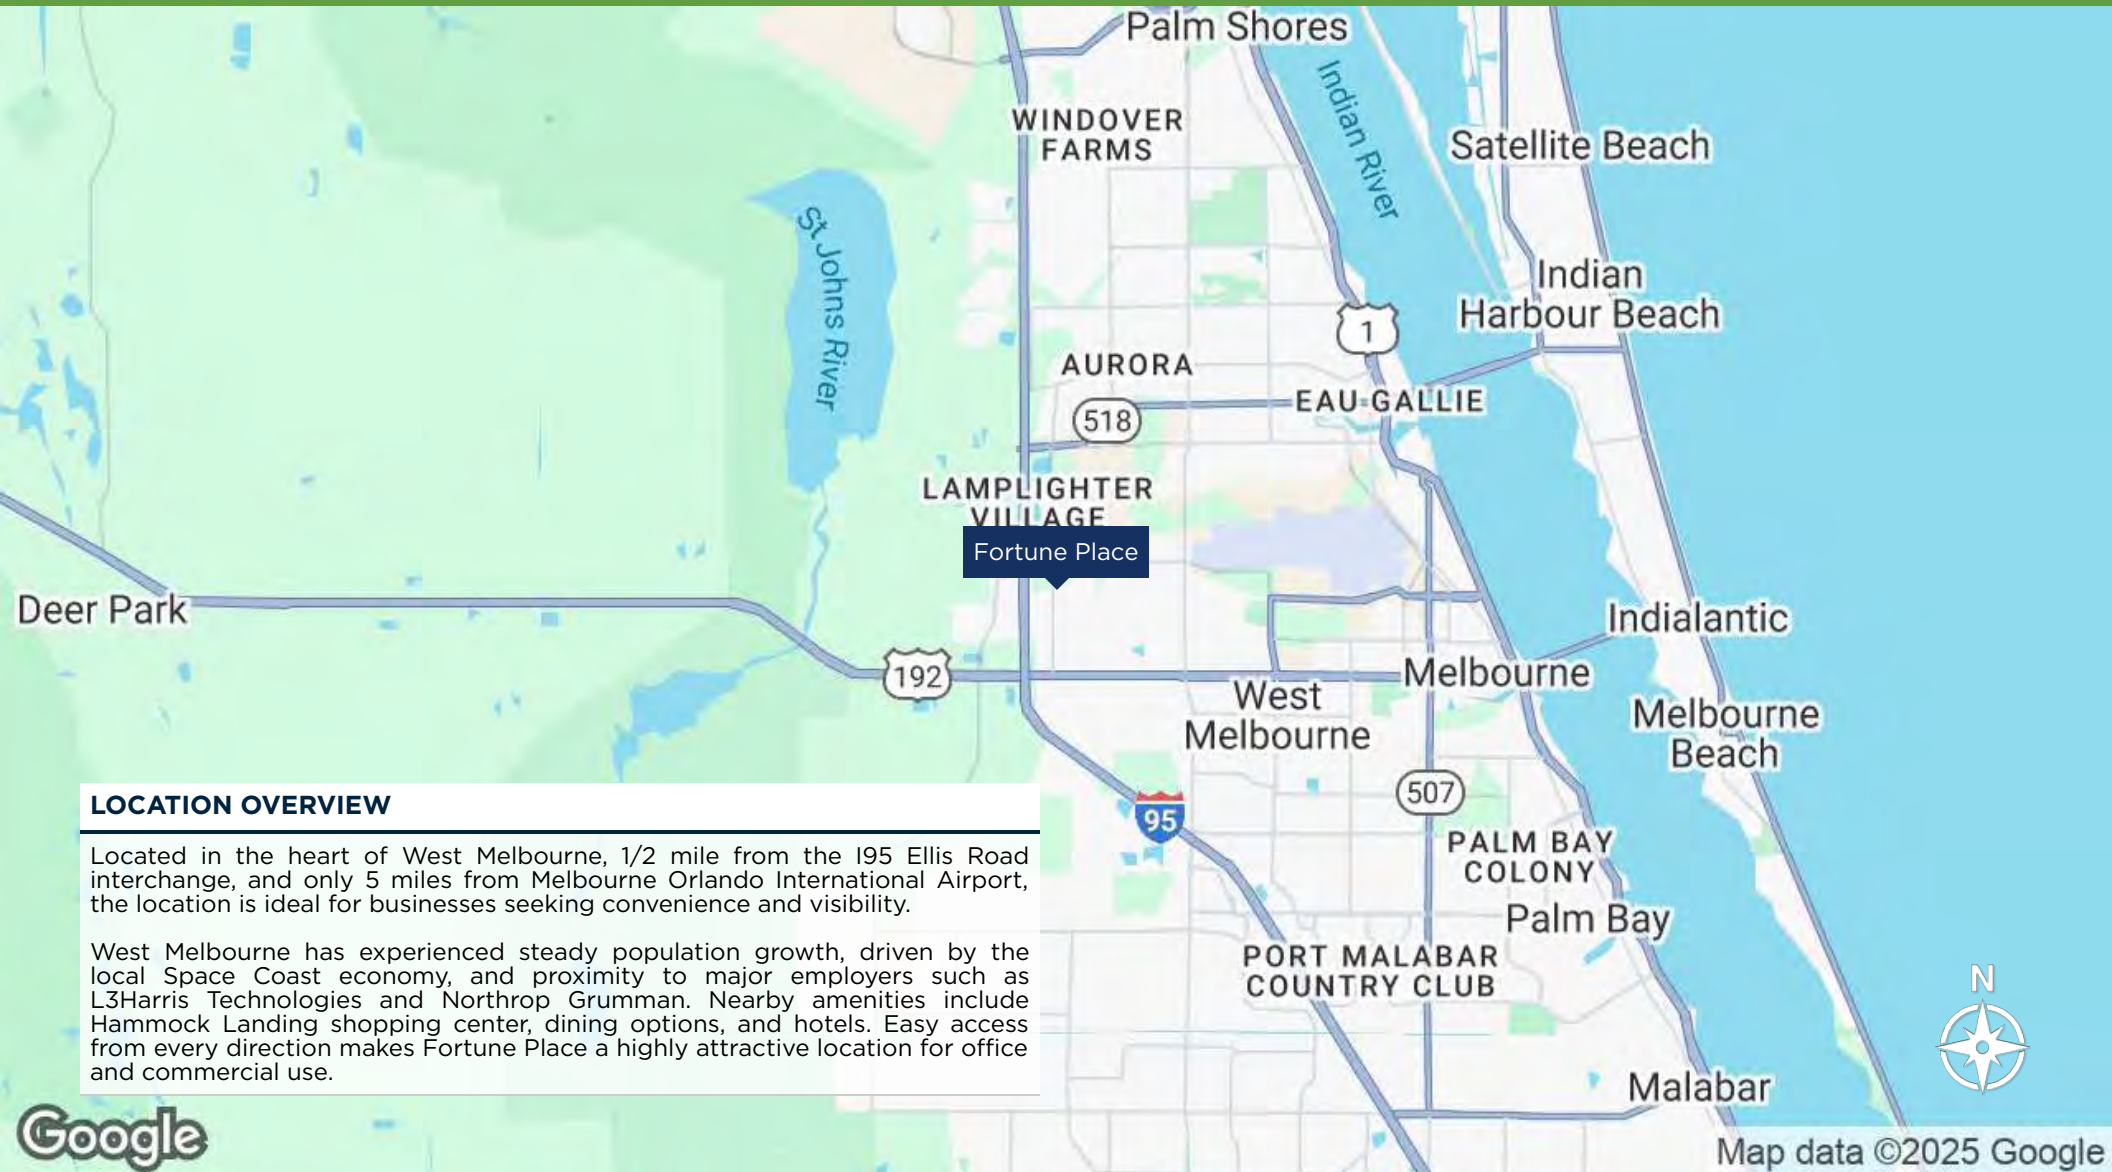 Palm Shores
Indian River
WINDOVER
FARMS
Satellite Beach
St Johns River
Indian
Harbour Beach
1
AURORA
518
EAU GALLIE
LAMPLIGHTER
VILLAGE
Fortune Place
Deer Park
Indialantic
192
Melbourne
West
Melbourne
Melbourne
Beach
507
95
LOCATION OVERVIEW
Located in the heart of West Melbourne, 1/2 mile from the I95 Ellis Road
interchange, and only 5 miles from Melbourne Orlando International Airport,
the location is ideal for businesses seeking convenience and visibility.
West Melbourne has experienced steady population growth, driven by the
local Space Coast economy, and proximity to major employers such as
L3Harris Technologies and Northrop Grumman. Nearby amenities include
Hammock Landing shopping center, dining options, and hotels. Easy access
from every direction makes Fortune Place a highly attractive location for office
and commercial use.
PALM BAY
COLONY
Palm Bay
PORT MALABAR
COUNTRY CLUB
N
Malabar
Google
Map data ©2025 Google